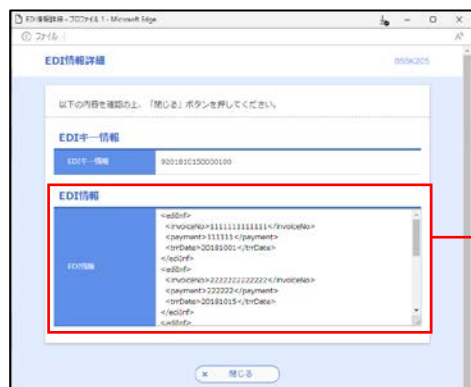 EDI情報詳細 - プロファイル 1 - Microsoft Edge
ファイル
EDI情報詳細
BSSK205
以下の内容を確認の上、「閉じる」ボタンを押してください。
EDIキー情報
EDIキー情報
9201810150000100
EDI情報
EDI情報
<ediInf>
<invoiceNo>1111111111111</invoiceNo>
<payment>111111</payment>
<trrDate>20181001</trrDate>
</ediInf>
<ediInf>
<invoiceNo>2222222222222</invoiceNo>
<payment>222222</payment>
<trrDate>20181015</trrDate>
</ediInf>
<ediInf>
× 閉じる